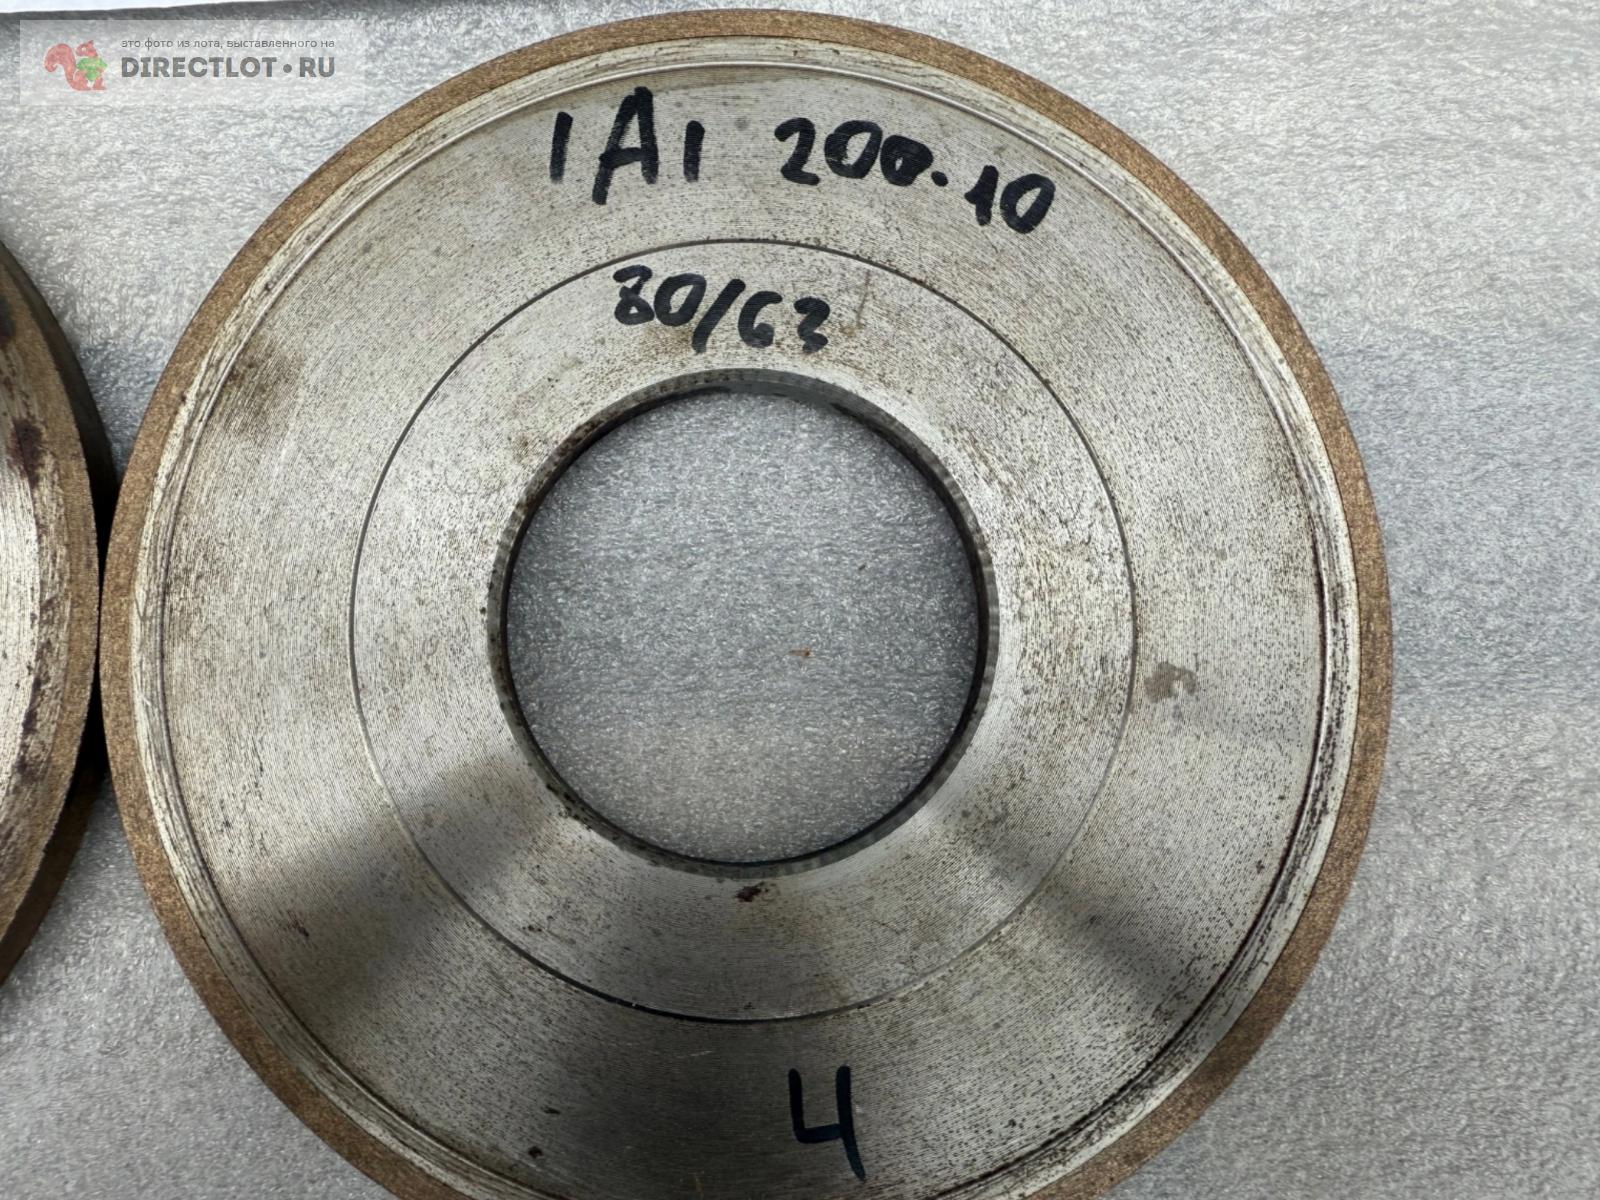 это фото из лота, выставленного на
DIRECTLOT•RU
1A1 200.10
80/63
4